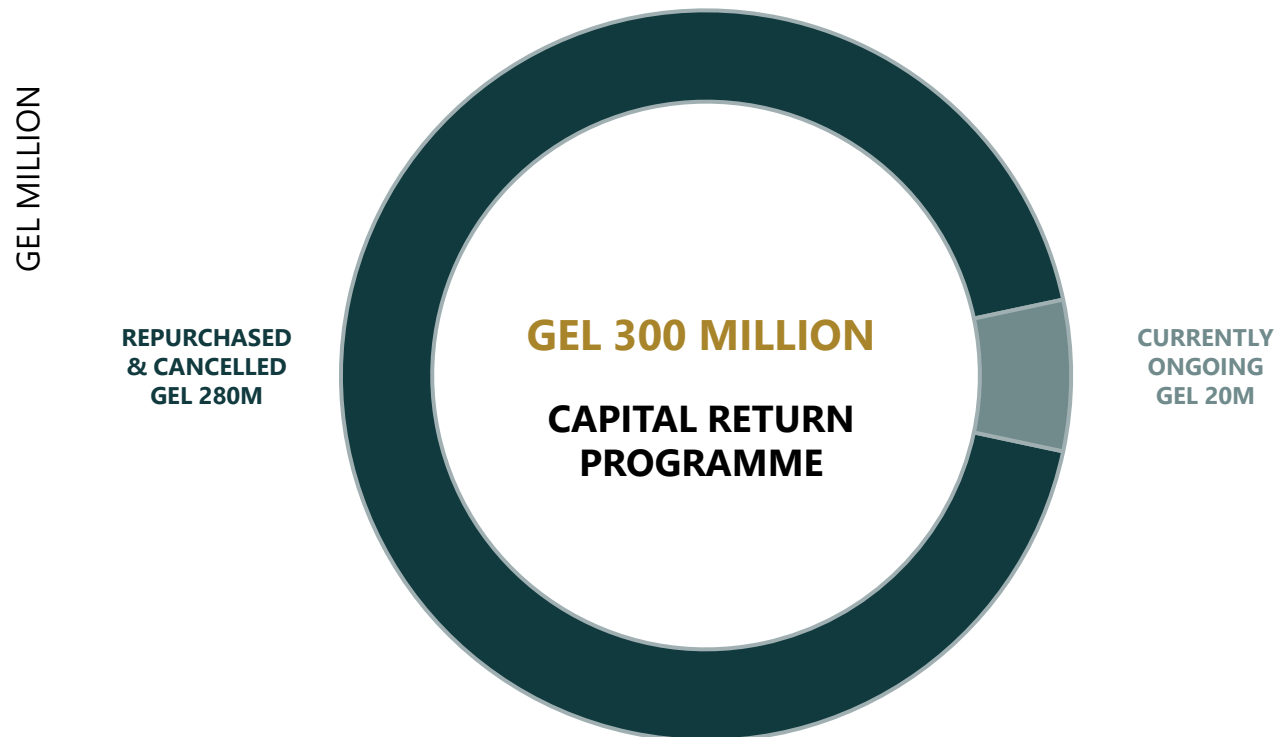 GEL MILLION
REPURCHASED
& CANCELLED
GEL 280M
GEL 300 MILLION
CAPITAL RETURN
PROGRAMME
CURRENTLY
ONGOING
GEL 20M